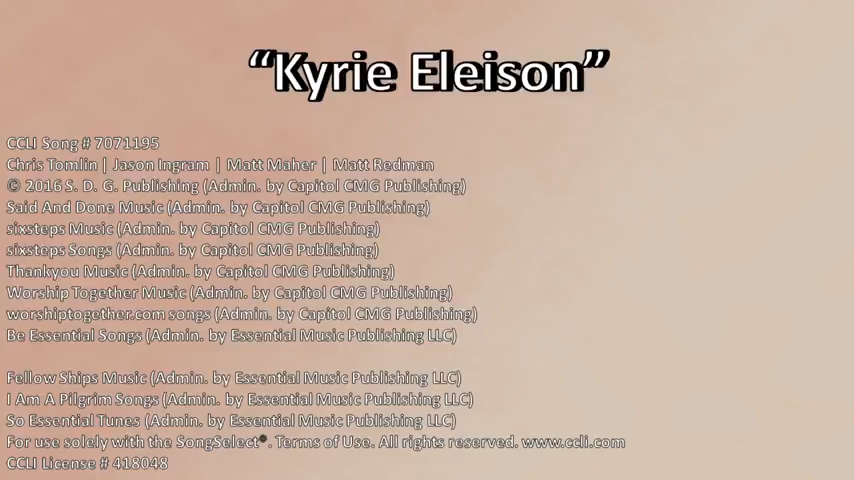 “Kyrie Eleison”
CCLI Song # 7071195
Chris Tomlin | Jason Ingram | Matt Maher | Matt Redman
© 2016 S. D. G. Publishing (Admin. by Capitol CMG Publishing)
Said And Done Music (Admin. by Capitol CMG Publishing)
sixsteps Music (Admin. by Capitol CMG Publishing)
sixsteps Songs (Admin. by Capitol CMG Publishing)
Thankyou Music (Admin. by Capitol CMG Publishing)
Worship Together Music (Admin. by Capitol CMG Publishing)
worshiptogether.com songs (Admin. by Capitol CMG Publishing)
Be Essential Songs (Admin. by Essential Music Publishing LLC)
Fellow Ships Music (Admin. by Essential Music Publishing LLC)
I Am A Pilgrim Songs (Admin. by Essential Music Publishing LLC)
So Essential Tunes (Admin. by Essential Music Publishing LLC)
For use solely with the SongSelect®. Terms of Use. All rights reserved. www.ccli.com
CCLI License # 418048